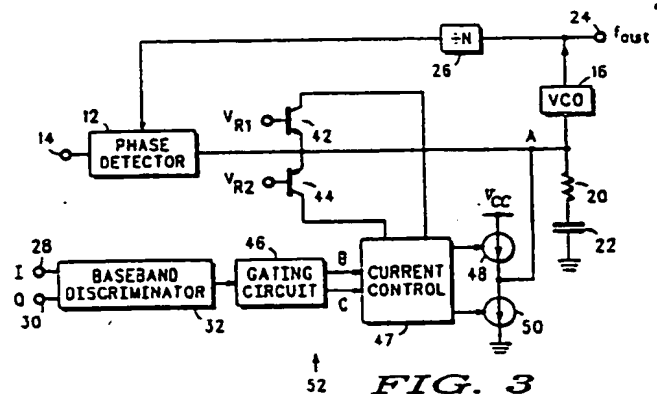 24 fout
÷N
26
16
VCO
12
VR1
42
A
14
PHASE DETECTOR
VR2
44
20
VCC
22
28
I
46
B
48
BASEBAND DISCRIMINATOR
GATING CIRCUIT
CURRENT CONTROL
Q
30
C
32
47
50
52
FIG. 3